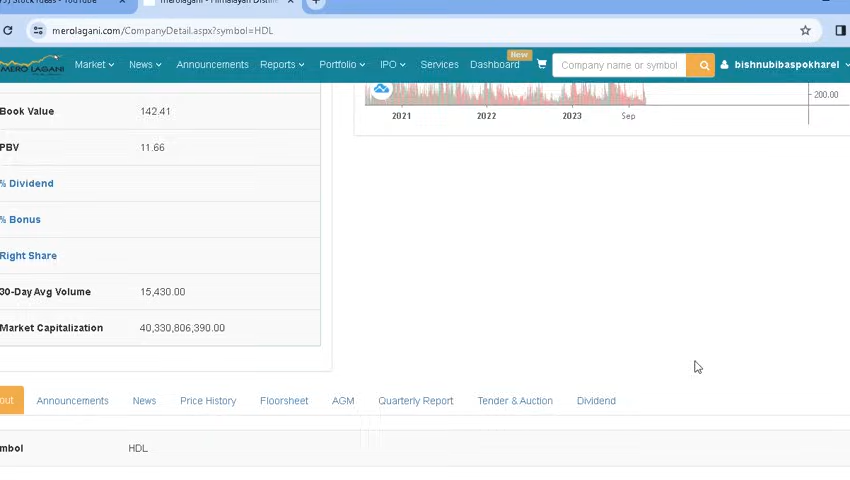 Stock Ideas - YouTube
merolagani - Himalayan Distill
merolagani.com/CompanyDetail.aspx?symbol=HDL
MERO LAGANI
Market News Announcements Reports Portfolio IPO Services Dashboard New Company name or symbol bishnubibaspokharel
200.00
2021 2022 2023 Sep
Book Value 142.41
PBV 11.66
% Dividend
% Bonus
Right Share
30-Day Avg Volume 15,430.00
Market Capitalization 40,330,806,390.00
out Announcements News Price History Floorsheet AGM Quarterly Report Tender & Auction Dividend
mbol HDL